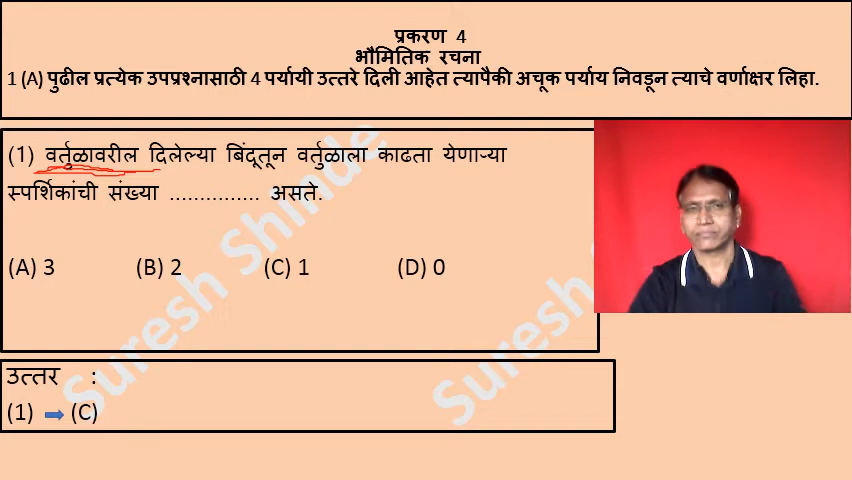 प्रकरण 4
भौमितिक रचना
1 (A) पुढील प्रत्येक उपप्रश्नासाठी 4 पर्यायी उत्तरे दिली आहेत त्यापैकी अचूक पर्याय निवडून त्याचे वर्णाक्षर लिहा.
(1) वर्तुळावरील दिलेल्या बिंदूतून वर्तुळाला काढता येणाऱ्या
स्पर्शिकांची संख्या ............... असते.
(A) 3 (B) 2 (C) 1 (D) 0
उत्तर :
(1) ➡ (C)
Suresh Shinde
Suresh